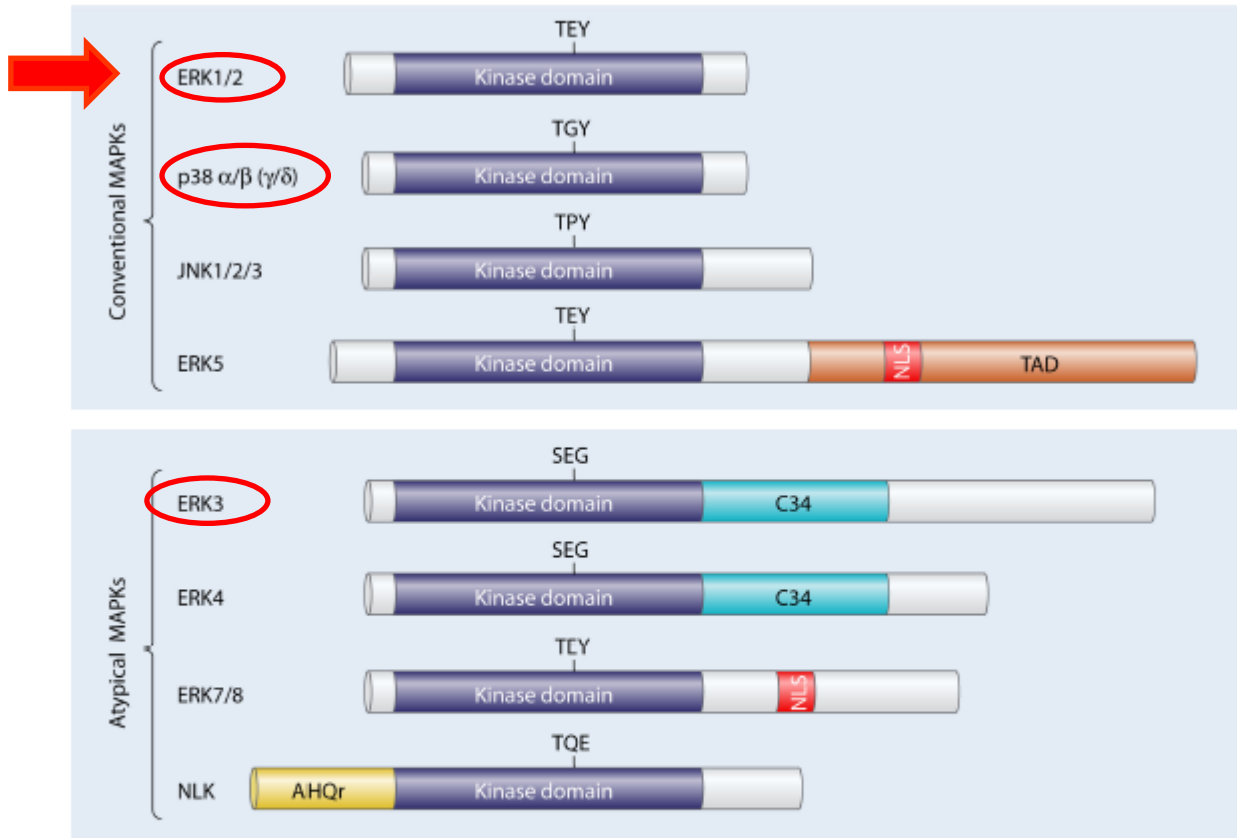 Conventional MAPKs
TEY
ERK1/2
Kinase domain
TGY
p38 α/β (γ/δ)
Kinase domain
TPY
JNK1/2/3
Kinase domain
TEY
ERK5
Kinase domain
NLS
TAD
Atypical MAPKs
SEG
ERK3
Kinase domain
C34
SEG
ERK4
Kinase domain
C34
TEY
ERK7/8
Kinase domain
NLS
TQE
NLK
AHQr
Kinase domain